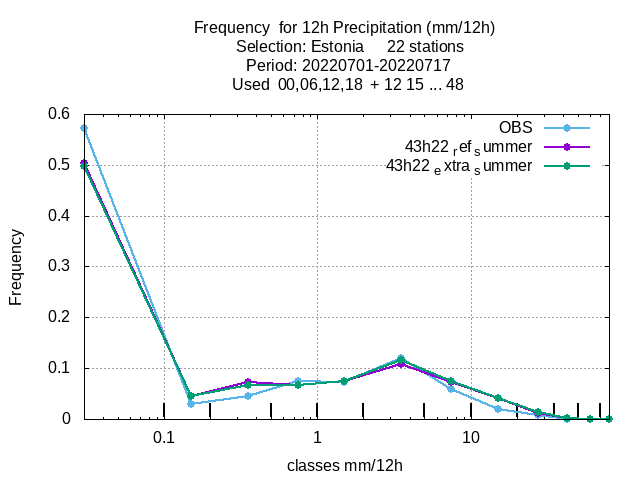 Frequency for 12h Precipitation (mm/12h)
Selection: Estonia 22 stations
Period: 20220701-20220717
Used 00,06,12,18 + 12 15 ... 48
0.6
0.5
0.4
0.3
0.2
0.1
0
Frequency
OBS
43h22 ref summer
43h22 extra summer
0.1 1 10
classes mm/12h